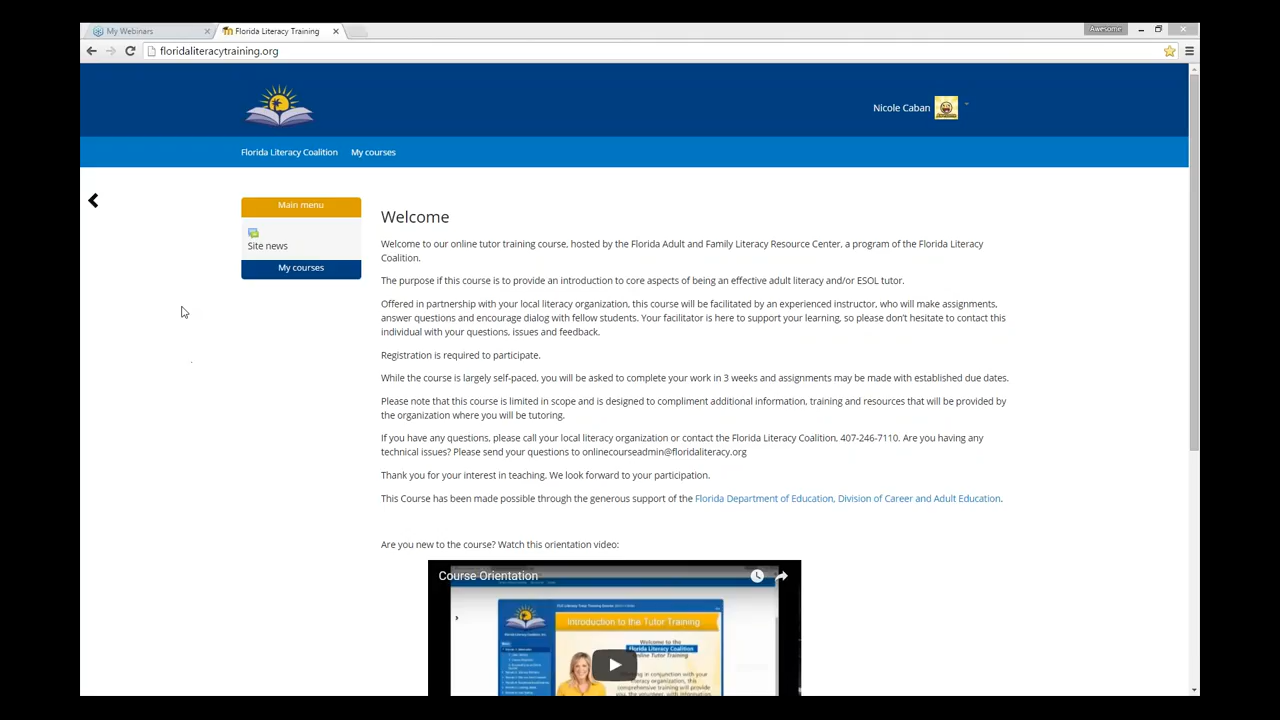 My Webinars
Florida Literacy Training
Awesome
floridaliteracytraining.org
Nicole Caban
Florida Literacy Coalition
My courses
Main menu
Site news
My courses
Welcome
Welcome to our online tutor training course, hosted by the Florida Adult and Family Literacy Resource Center, a program of the Florida Literacy
Coalition.
The purpose if this course is to provide an introduction to core aspects of being an effective adult literacy and/or ESOL tutor.
Offered in partnership with your local literacy organization, this course will be facilitated by an experienced instructor, who will make assignments,
answer questions and encourage dialog with fellow students. Your facilitator is here to support your learning, so please don't hesitate to contact this
individual with your questions, issues and feedback.
Registration is required to participate.
While the course is largely self-paced, you will be asked to complete your work in 3 weeks and assignments may be made with established due dates.
Please note that this course is limited in scope and is designed to compliment additional information, training and resources that will be provided by
the organization where you will be tutoring.
If you have any questions, please call your local literacy organization or contact the Florida Literacy Coalition, 407-246-7110. Are you having any
technical issues? Please send your questions to onlinecourseadmin@floridaliteracy.org
Thank you for your interest in teaching. We look forward to your participation.
This Course has been made possible through the generous support of the Florida Department of Education, Division of Career and Adult Education.
Are you new to the course? Watch this orientation video:
Course Orientation
Introduction to the Tutor Training
Welcome to the
Florida Literacy Coalition
Online Tutor Training